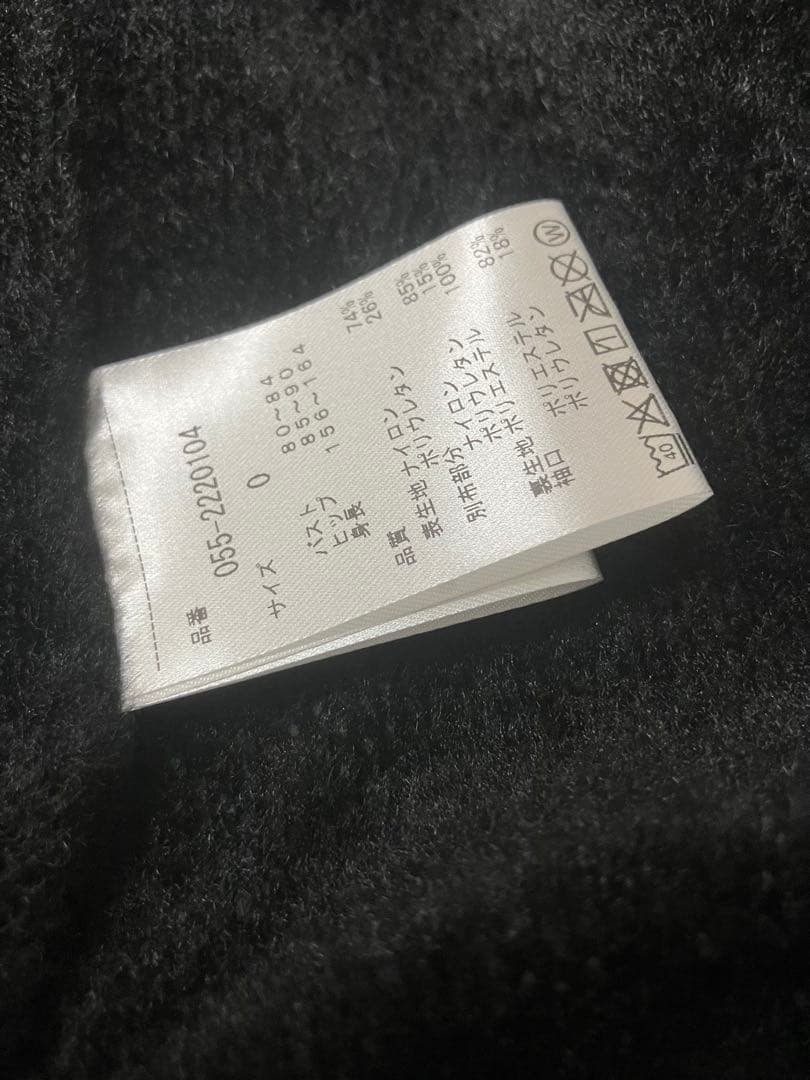 品番
055-2220104
サイズ 0
バスト 80～84
ヒップ 85～90
身長 156～164
品質
表生地 ナイロン 74%
ポリウレタン 26%
別布部分 ナイロン 85%
ポリウレタン 15%
裏生地 ポリエステル 100%
袖口
ポリエステル 82%
ポリウレタン 18%
40
W